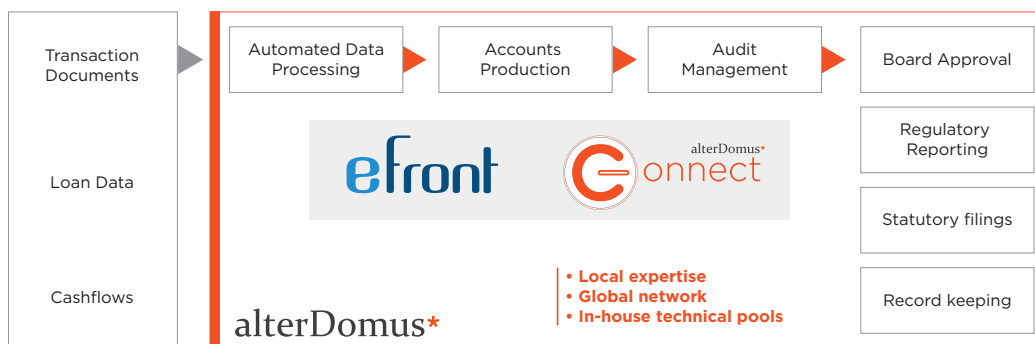 Transaction
Documents
Loan Data
Cashflows
Automated Data
Processing
Accounts
Production
Audit
Management
Board Approval
Regulatory
Reporting
Statutory filings
Record keeping
efront
alterDomus*
Connect
• Local expertise
• Global network
• In-house technical pools
alterDomus*